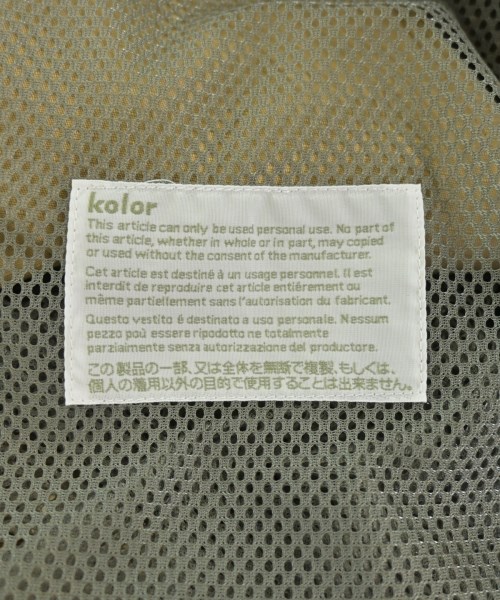 kolor
This article can only be used personal use. No part of
this article, whether in whole or in part, may copied
or used without the consent of the manufacturer.
Cet article est destiné à un usage personnel. Il est
interdit de reproduire cet article entiérement ou
même partiellement sans l'autorisation du fabricant.
Questo vestito é destinato a uso personale. Nessum
pezzo poü essere ripodotto ne totalmente
parziaimente senza autorizzazione del productore.
この製品の一部、又は全体を無断で複製、もしくは、
個人の着用以外の目的で使用することは出来ません。